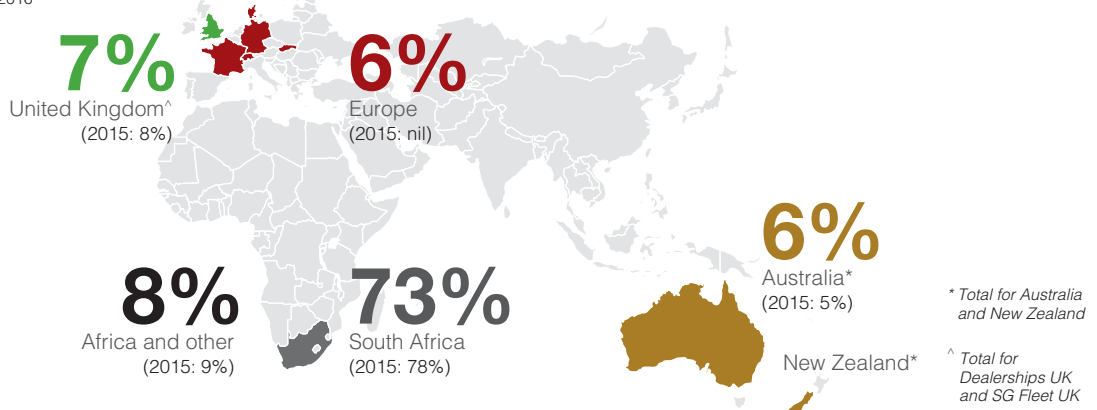 7%
United Kingdom^
(2015: 8%)
6%
Europe
(2015: nil)
8%
Africa and other
(2015: 9%)
73%
South Africa
(2015: 78%)
6%
Australia*
(2015: 5%)
New Zealand*
* Total for Australia
and New Zealand
^ Total for
Dealerships UK
and SG Fleet UK